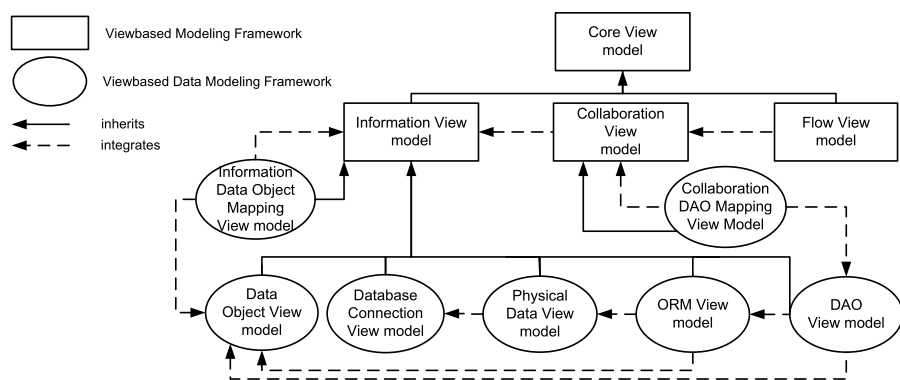 Viewbased Modeling Framework
Viewbased Data Modeling Framework
inherits
integrates
Core View
model
Information View
model
Collaboration
View
model
Flow View
model
Information
Data Object
Mapping
View model
Collaboration
DAO Mapping
View Model
Data
Object View
model
Database
Connection
View model
Physical
Data View
model
ORM View
model
DAO
View model